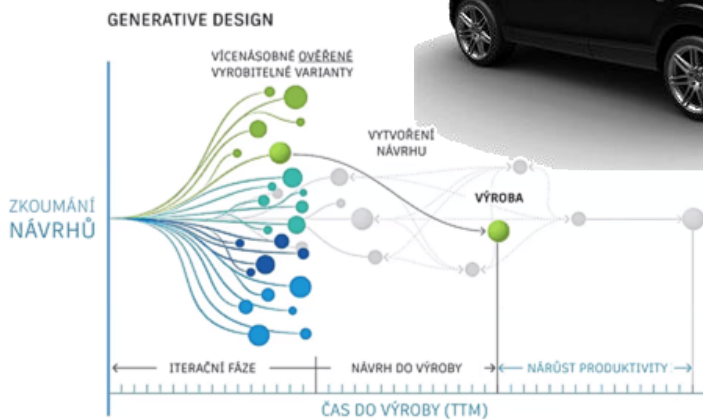 GENERATIVE DESIGN
VÍCENÁSOBNÉ OVĚŘENÉ
VYROBITELNÉ VARIANTY
VYTVOŘENÍ
NÁVRHU
VÝROBA
ZKOUMÁNÍ
NÁVRHŮ
ITERAČNÍ FÁZE
NÁVRH DO VÝROBY
NÁRŮST PRODUKTIVITY
ČAS DO VÝROBY (TTM)